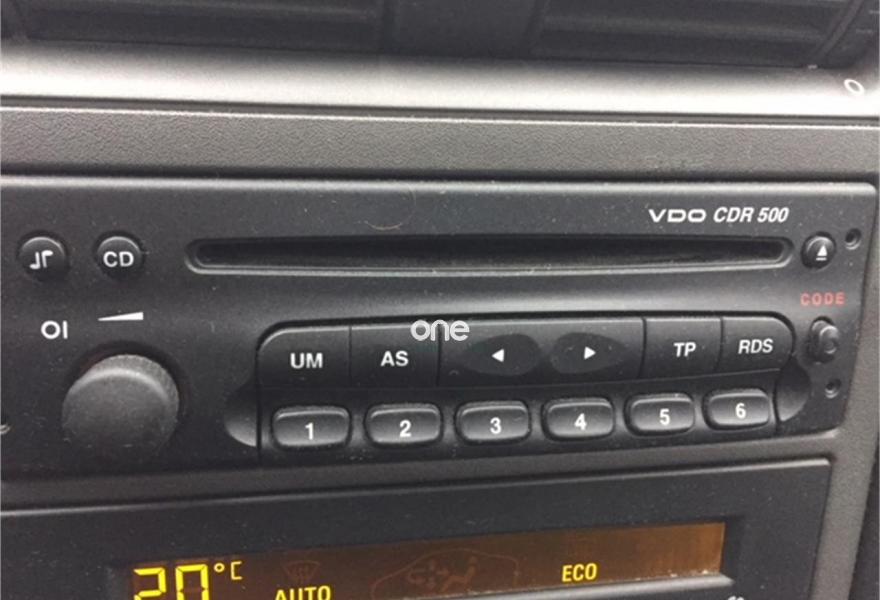 VDO CDR 500
CD
CODE
OI
one
UM AS TP RDS
1 2 3 4 5 6
20°C
AUTO
ECO